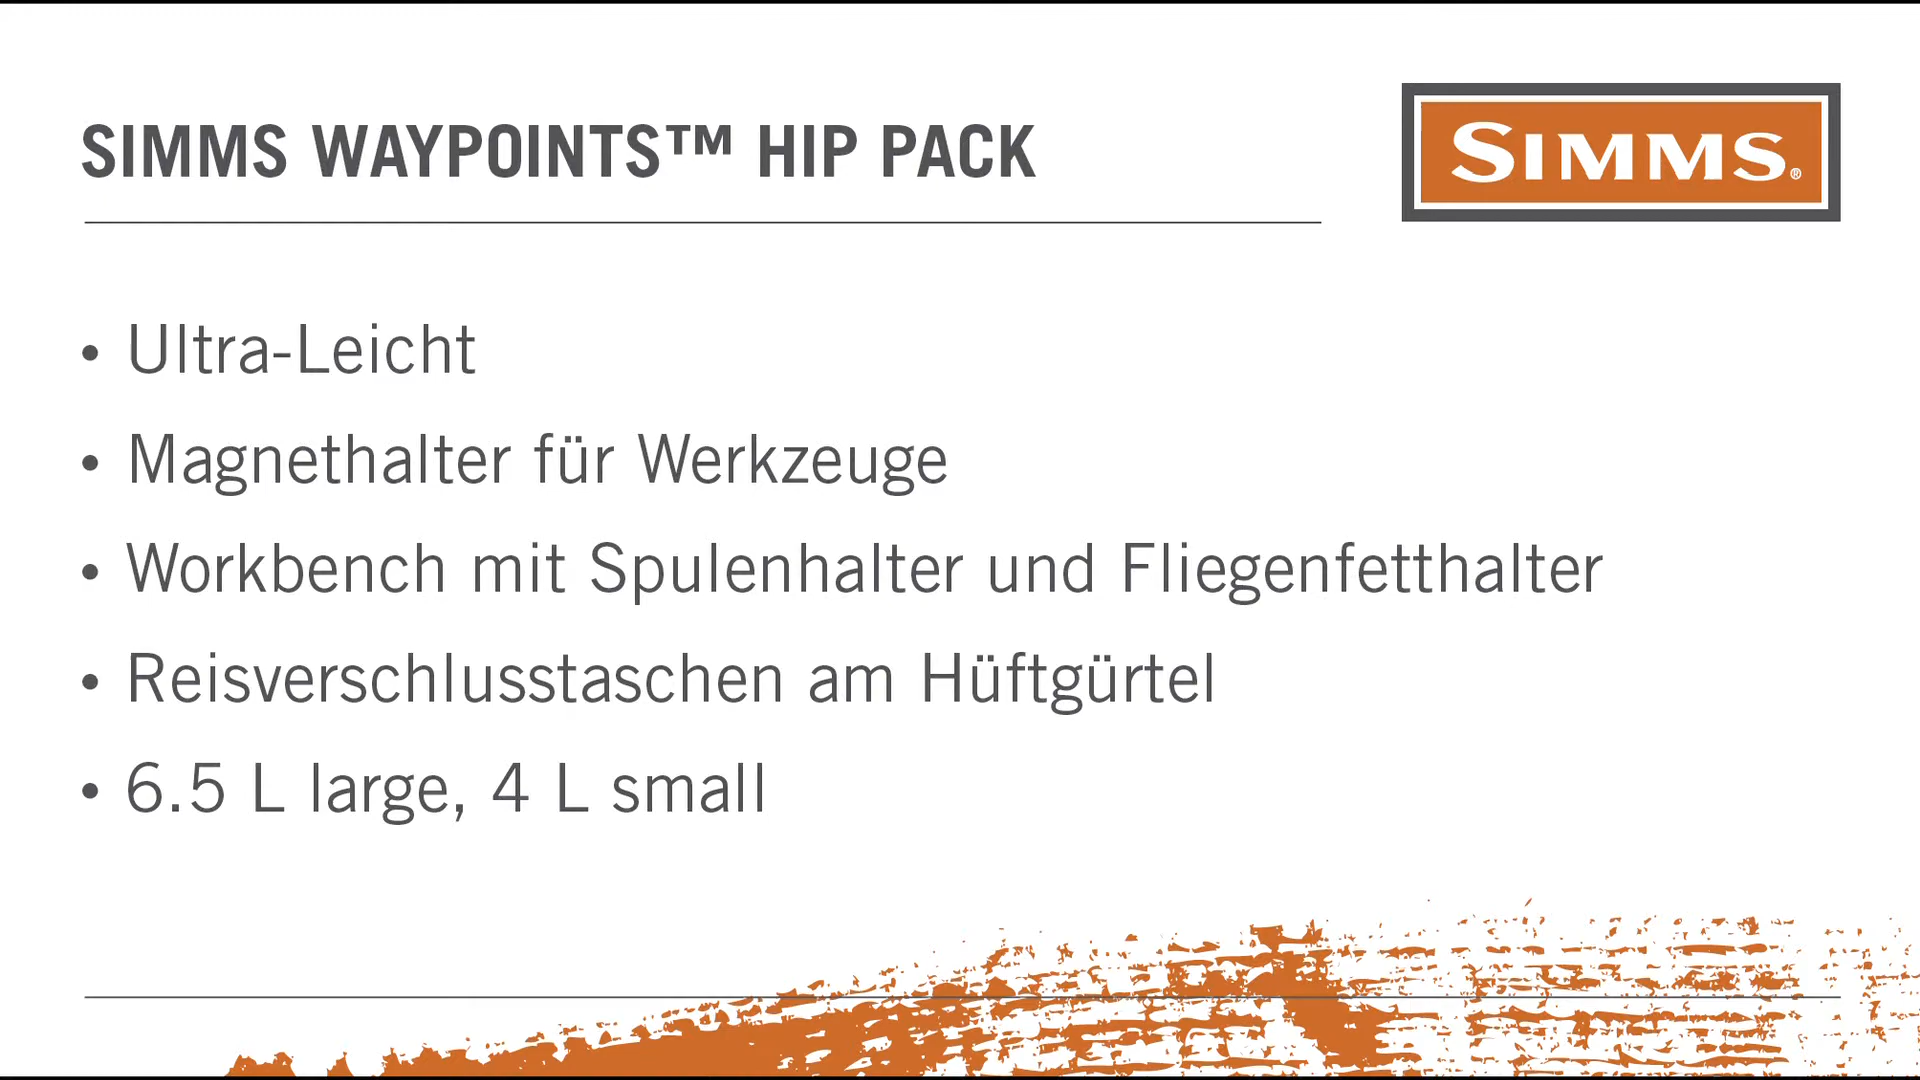 SIMMS WAYPOINTS™ HIP PACK
SIMMS®
• Ultra-Leicht
• Magnethalter für Werkzeuge
• Workbench mit Spulenhalter und Fliegenfetthalter
• Reisverschlusstaschen am Hüftgürtel
• 6.5 L large, 4 L small